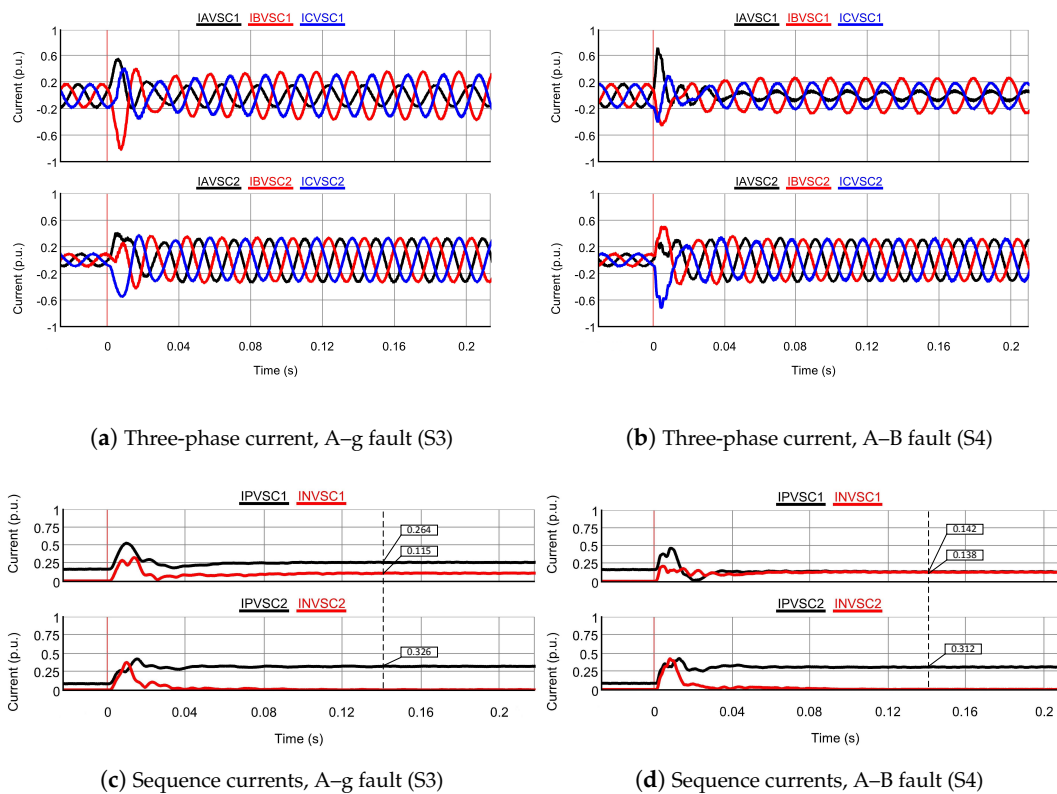 IAVSC1 IBVSC1 ICVSC1
Current (p.u.)
1
0.6
0.2
-0.2
-0.6
-1
IAVSC2 IBVSC2 ICVSC2
Current (p.u.)
1
0.6
0.2
-0.2
-0.6
-1
0 0.04 0.08 0.12 0.16 0.2
Time (s)
(a) Three-phase current, A–g fault (S3)
IAVSC1 IBVSC1 ICVSC1
Current (p.u.)
1
0.6
0.2
-0.2
-0.6
-1
IAVSC2 IBVSC2 ICVSC2
Current (p.u.)
1
0.6
0.2
-0.2
-0.6
-1
0 0.04 0.08 0.12 0.16 0.2
Time (s)
(b) Three-phase current, A–B fault (S4)
IPVSC1 INVSC1
Current (p.u.)
1
0.75
0.5
0.25
0
0.264
0.115
IPVSC2 INVSC2
Current (p.u.)
1
0.75
0.5
0.25
0
0.326
0 0.04 0.08 0.12 0.16 0.2
Time (s)
(c) Sequence currents, A–g fault (S3)
IPVSC1 INVSC1
Current (p.u.)
1
0.75
0.5
0.25
0
0.142
0.138
IPVSC2 INVSC2
Current (p.u.)
1
0.75
0.5
0.25
0
0.312
0 0.04 0.08 0.12 0.16 0.2
Time (s)
(d) Sequence currents, A–B fault (S4)